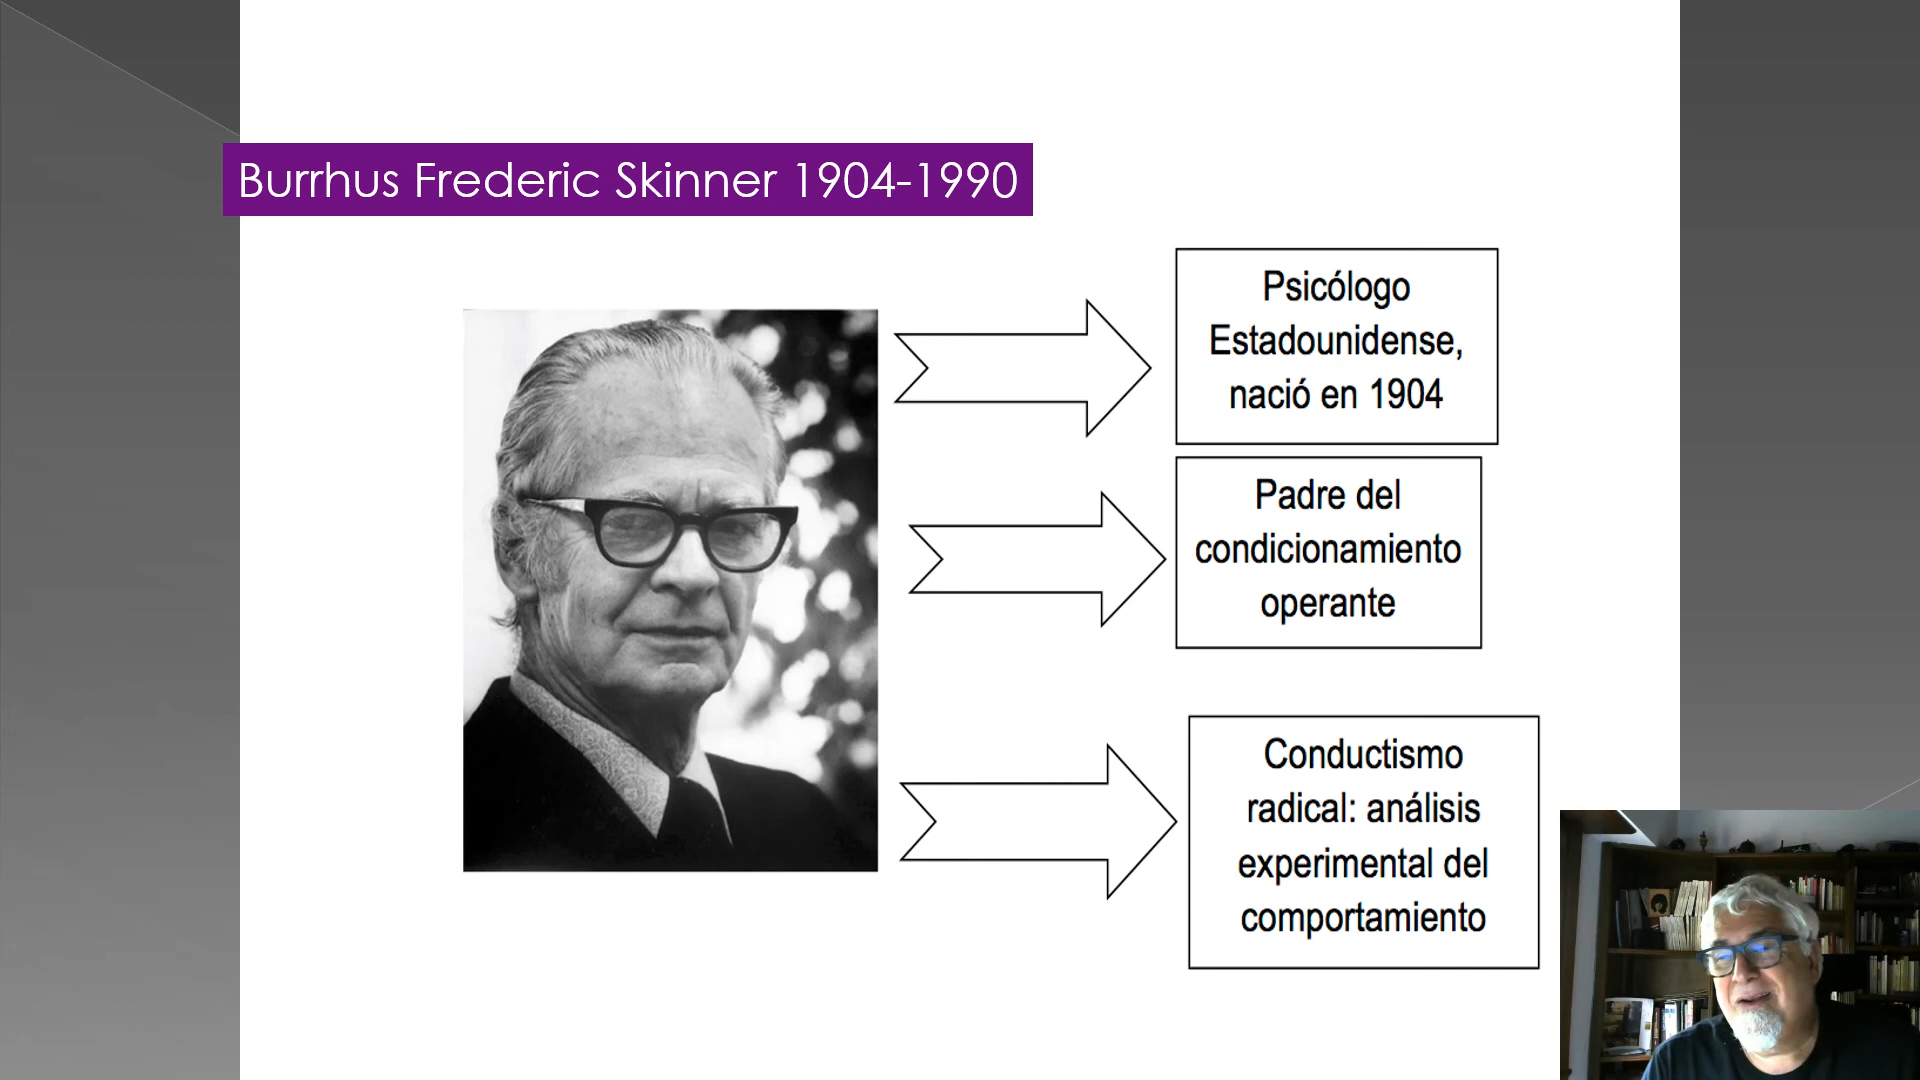 Burrhus Frederic Skinner 1904-1990
Psicólogo
Estadounidense,
nació en 1904
Padre del
condicionamiento
operante
Conductismo
radical: análisis
experimental del
comportamiento